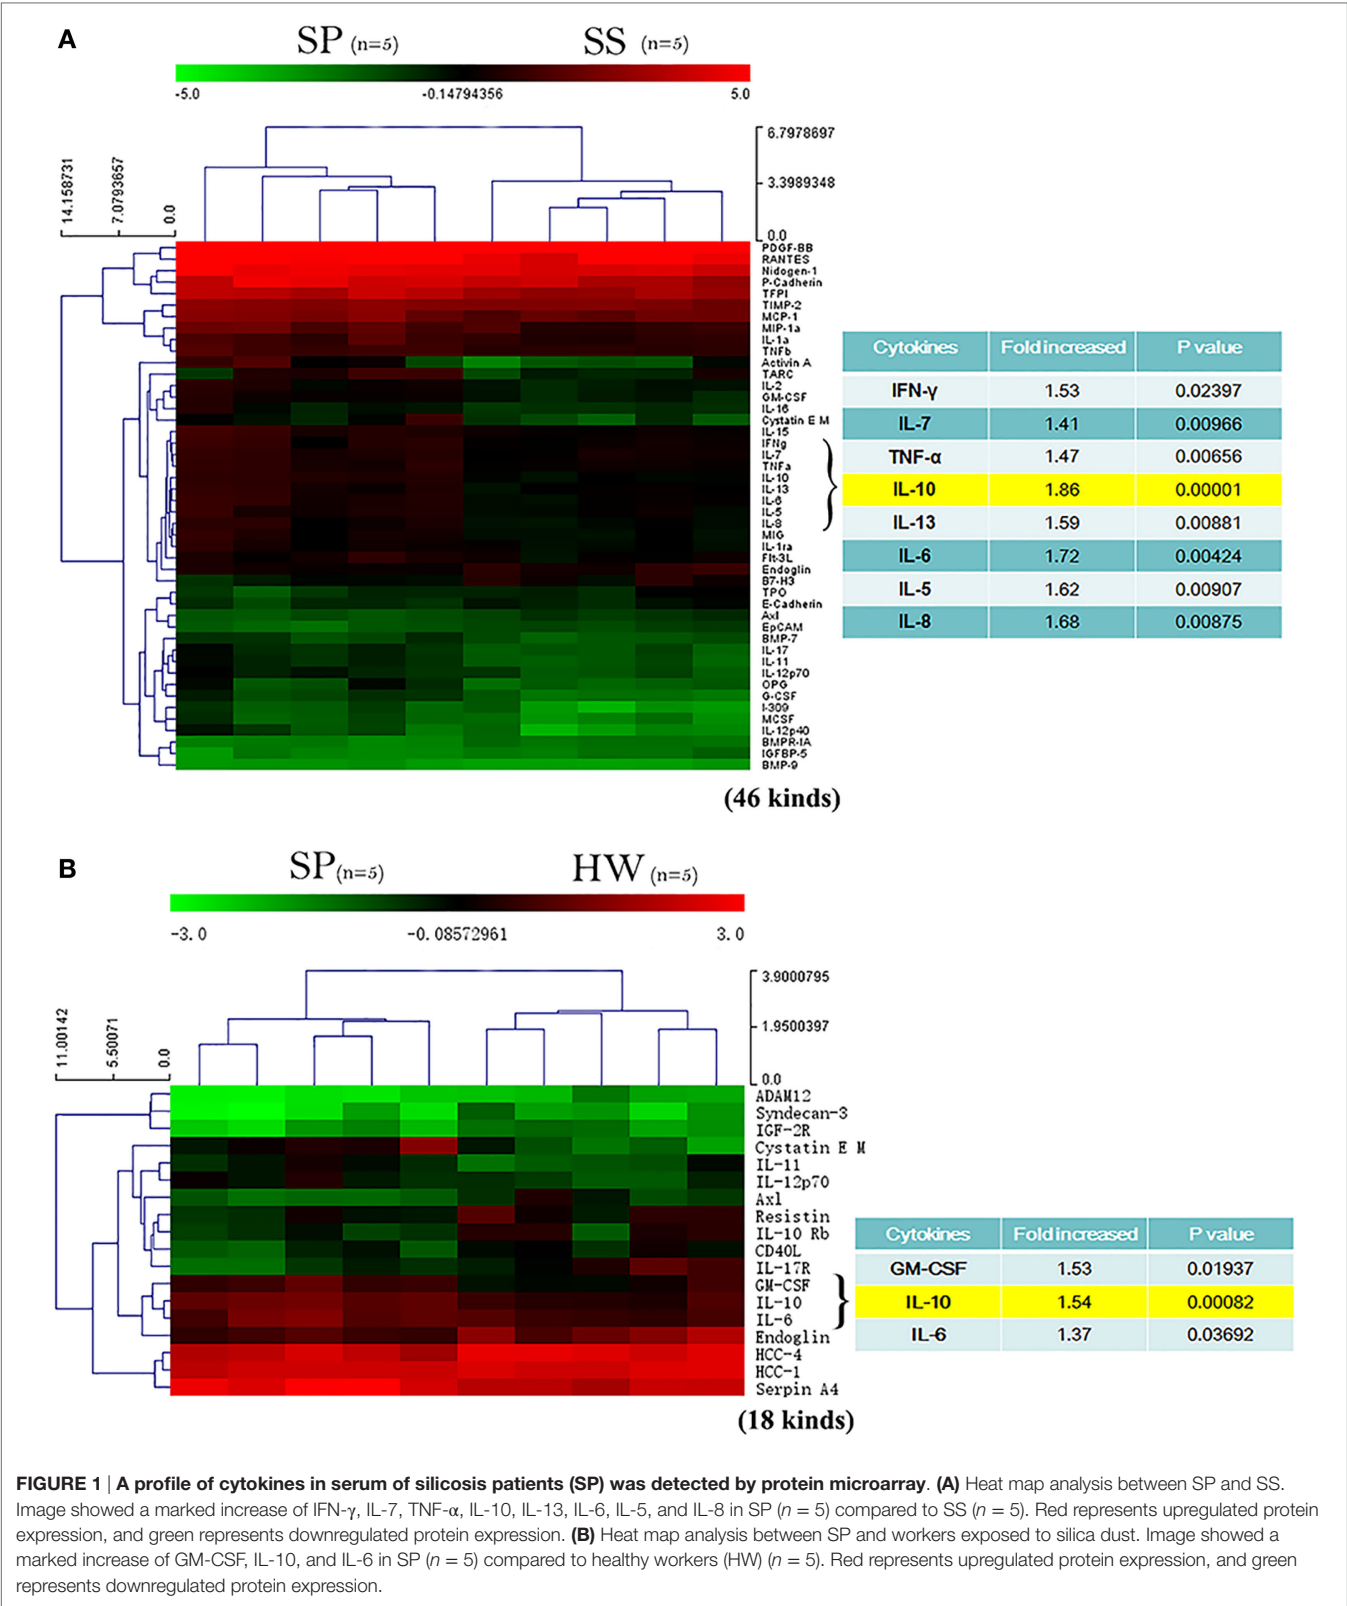 A
SP (n=5) SS (n=5)
-5.0 -0.14794356 5.0
6.7978697
3.3989348
0.0
14.158731
7.0793657
0.0
PDGF-BB
RANTES
Nidogen-1
P-Cadherin
TFPI
TIMP-2
MCP-1
MIP-1a
IL-1a
TNFb
Activin A
TARC
IL-2
GM-CSF
IL-16
Cystatin E M
IL-15
IFNg
IL-7
TNFa
IL-10
IL-13
IL-6
IL-5
IL-8
MIG
IL-1ra
Flt-3L
Endoglin
B7-H3
TPO
E-Cadherin
Axl
EpCAM
BMP-7
IL-17
IL-11
IL-12p70
OPG
G-CSF
I-309
MCSF
IL-12p40
BMPR-IA
IGFBP-5
BMP-9
(46 kinds)
Cytokines Fold increased P value
IFN-γ 1.53 0.02397
IL-7 1.41 0.00966
TNF-α 1.47 0.00656
IL-10 1.86 0.00001
IL-13 1.59 0.00881
IL-6 1.72 0.00424
IL-5 1.62 0.00907
IL-8 1.68 0.00875
B
SP (n=5) HW (n=5)
-3.0 -0.08572961 3.0
3.9000795
1.9500397
0.0
11.00142
5.50071
0.0
ADAM12
Syndecan-3
IGF-2R
Cystatin E M
IL-11
IL-12p70
Axl
Resistin
IL-10 Rb
CD40L
IL-17R
GM-CSF
IL-10
IL-6
Endoglin
HCC-4
HCC-1
Serpin A4
(18 kinds)
Cytokines Fold increased P value
GM-CSF 1.53 0.01937
IL-10 1.54 0.00082
IL-6 1.37 0.03692
FIGURE 1 | A profile of cytokines in serum of silicosis patients (SP) was detected by protein microarray. (A) Heat map analysis between SP and SS.
Image showed a marked increase of IFN-γ, IL-7, TNF-α, IL-10, IL-13, IL-6, IL-5, and IL-8 in SP (n = 5) compared to SS (n = 5). Red represents upregulated protein
expression, and green represents downregulated protein expression. (B) Heat map analysis between SP and workers exposed to silica dust. Image showed a
marked increase of GM-CSF, IL-10, and IL-6 in SP (n = 5) compared to healthy workers (HW) (n = 5). Red represents upregulated protein expression, and green
represents downregulated protein expression.